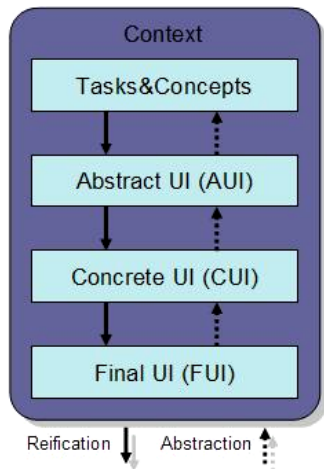 Context
Tasks&Concepts
Abstract UI (AUI)
Concrete UI (CUI)
Final UI (FUI)
Reification
Abstraction